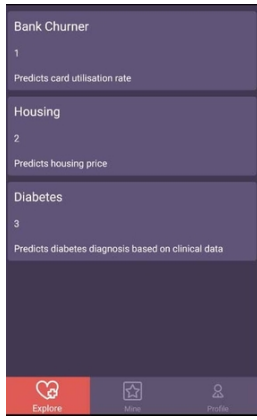 Bank Churner
1
Predicts card utilisation rate
Housing
2
Predicts housing price
Diabetes
3
Predicts diabetes diagnosis based on clinical data
Explore
Mine
Profile